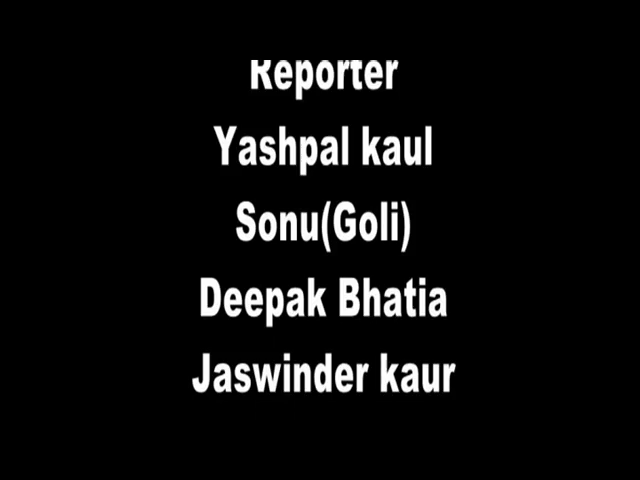 Reporter
Yashpal kaul
Sonu(Goli)
Deepak Bhatia
Jaswinder kaur